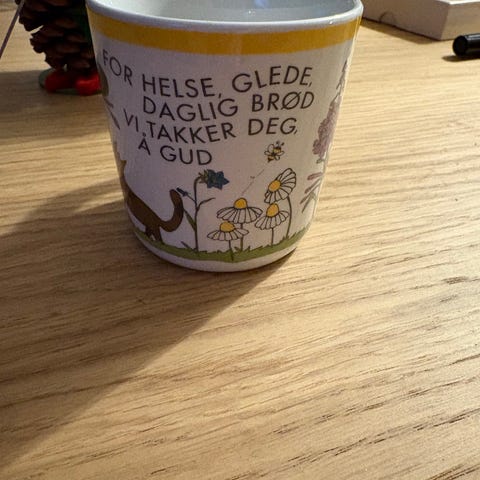 FOR HELSE, GLEDE,
DAGLIG BRØD
VI TAKKER DEG,
Å GUD